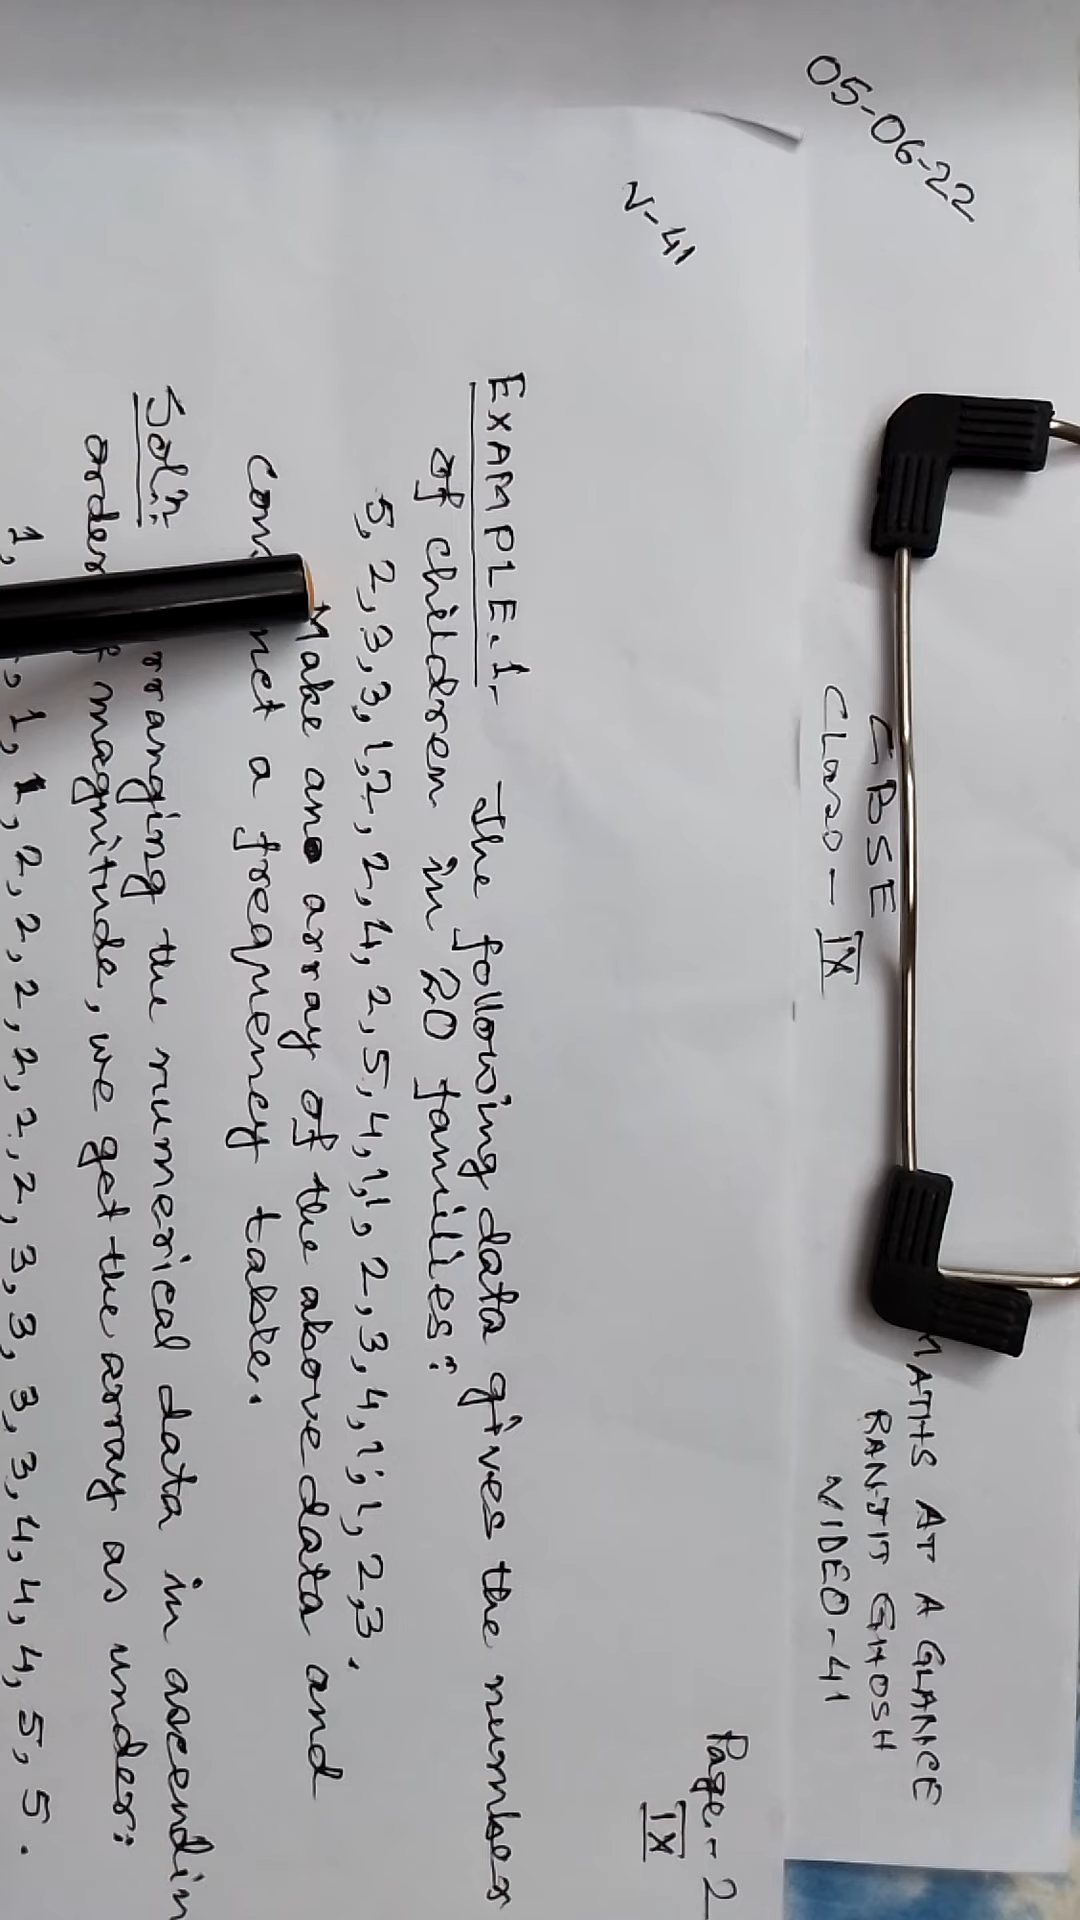 05-06-22
CBSE
Class - IX
MATHS AT A GLANCE
RANJIT GHOSH
VIDEO-41
V-41
Page-2
IX
EXAMPLE.1- The following data gives the number
of children in 20 families:
5,2,3,3,1,2,2,4,2,5,4,1,1,2,3,4,1,1,2,3.
Make an array of the above data and
a frequency table.
Soln: the numerical data in
order of magnitude, we get the array as under:
1, 1, 1, 2, 2, 2, 2, 2, 2, 3, 3, 3, 3, 4, 4, 4, 5, 5.